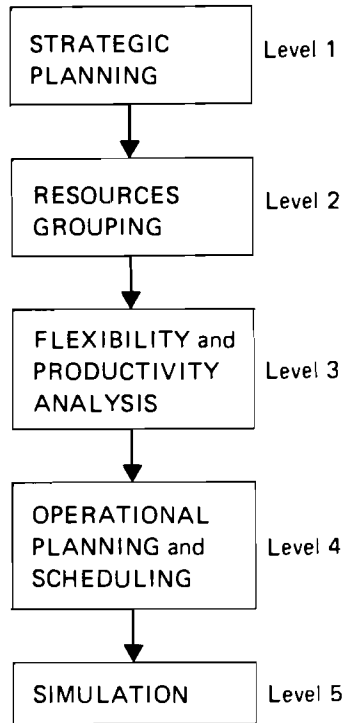 STRATEGIC
PLANNING
Level 1
RESOURCES
GROUPING
Level 2
FLEXIBILITY and
PRODUCTIVITY
ANALYSIS
Level 3
OPERATIONAL
PLANNING and
SCHEDULING
Level 4
SIMULATION
Level 5